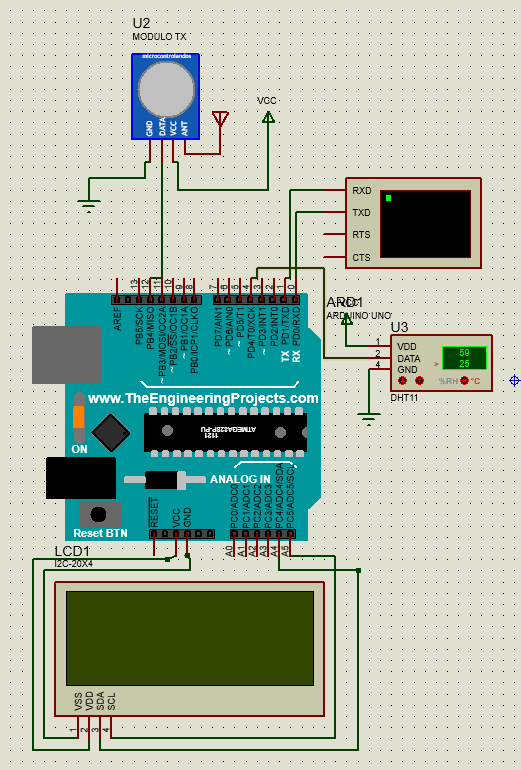 U2
MODULO TX
microcontrolandos
GND
DATA
VCC
ANT
VCC
RXD
TXD
RTS
CTS
13
12
11
10
9
8
7
6
5
4
3
2
1
0
AREF
PB5/SCK
PB4/MISO
~ PB3/MOSI/OC2A
~ PB2/SS/OC1B
~ PB1/OC1A
PB0/ICP1/CLKO
PD7/AIN1
~ PD6/AIN0
~ PD5/T1
PD4/T0/XCK
~ PD3/INT1
PD2/INT0
TX PD1/TXD
RX PD0/RXD
ARD1
VCC
ARDUINO UNO
U3
1
2
4
VDD
DATA
GND
59
>
25
%RH
°C
DHT11
www.TheEngineeringProjects.com
ATMEGA328P-PU
1121
ON
ANALOG IN
Reset BTN
RESET
VCC
GND
PC0/ADC0
PC1/ADC1
PC2/ADC2
PC3/ADC3
PC4/ADC4/SDA
PC5/ADC5/SCL
A0
A1
A2
A3
A4
A5
LCD1
I2C-20X4
VSS
VDD
SDA
SCL
1
2
3
4